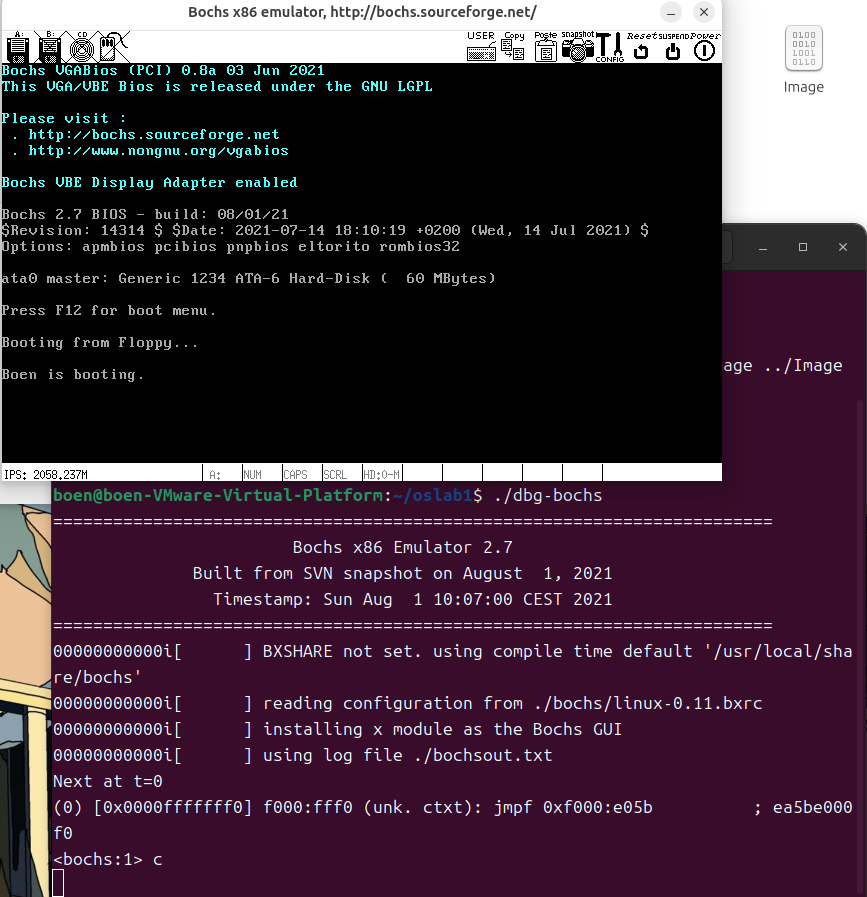 Bochs x86 emulator, http://bochs.sourceforge.net/
A: B: CD USER Copy Paste snapshot CONFIG Reset SUSPEND Power
Bochs VGABios (PCI) 0.8a 03 Jun 2021
This VGA/VBE Bios is released under the GNU LGPL
Please visit :
. http://bochs.sourceforge.net
. http://www.nongnu.org/vgabios
Bochs VBE Display Adapter enabled
Bochs 2.7 BIOS - build: 08/01/21
$Revision: 14314 $ $Date: 2021-07-14 18:10:19 +0200 (Wed, 14 Jul 2021) $
Options: apmbios pcibios pnpbios eltorito rombios32
ata0 master: Generic 1234 ATA-6 Hard-Disk (  60 MBytes)
Press F12 for boot menu.
Booting from Floppy...
Boen is booting.
IPS: 2058.237M A: NUM CAPS SCRL HD:0-M
0100
0010
1001
0110
Image
age ../Image
boen@boen-VMware-Virtual-Platform:~/oslab1$ ./dbg-bochs
========================================================================
Bochs x86 Emulator 2.7
Built from SVN snapshot on August  1, 2021
Timestamp: Sun Aug  1 10:07:00 CEST 2021
========================================================================
00000000000i[      ] BXSHARE not set. using compile time default '/usr/local/sha
re/bochs'
00000000000i[      ] reading configuration from ./bochs/linux-0.11.bxrc
00000000000i[      ] installing x module as the Bochs GUI
00000000000i[      ] using log file ./bochsout.txt
Next at t=0
(0) [0x0000fffffff0] f000:fff0 (unk. ctxt): jmpf 0xf000:e05b          ; ea5be000
f0
<bochs:1> c